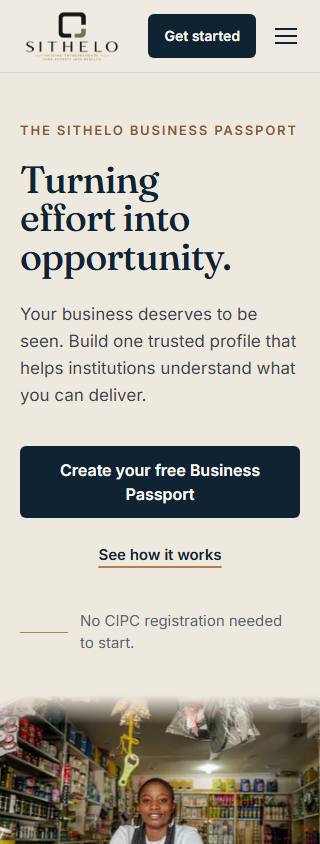 SITHELO
Get started
THE SITHELO BUSINESS PASSPORT
Turning
effort into
opportunity.
Your business deserves to be
seen. Build one trusted profile that
helps institutions understand what
you can deliver.
Create your free Business
Passport
See how it works
No CIPC registration needed
to start.